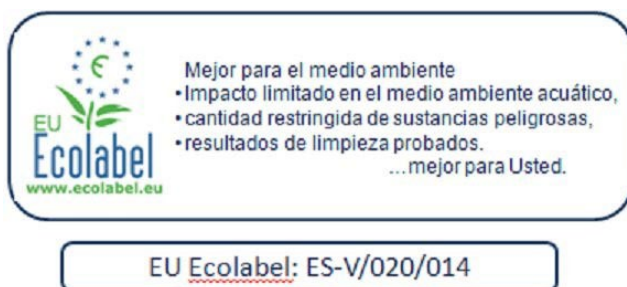 Mejor para el medio ambiente
•Impacto limitado en el medio ambiente acuático,
•cantidad restringida de sustancias peligrosas,
•resultados de limpieza probados.
...mejor para Usted.
EU
Ecolabel
www.ecolabel.eu
EU Ecolabel: ES-V/020/014